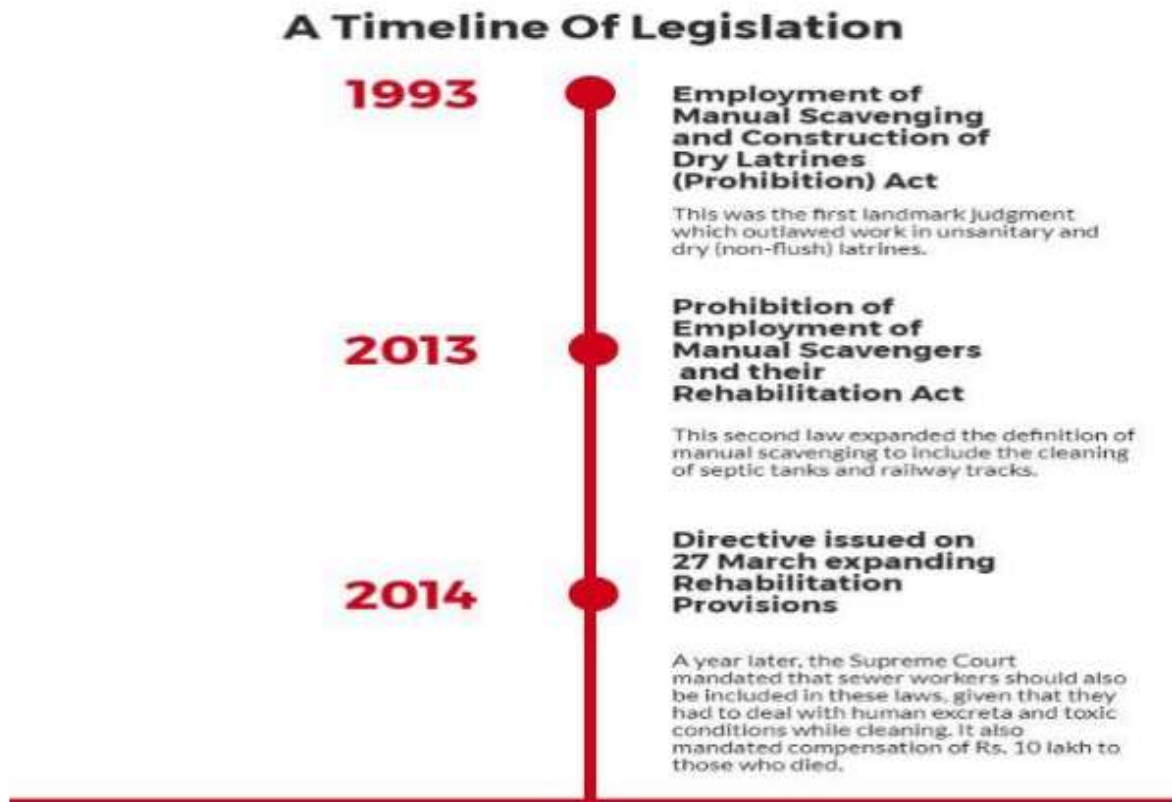 A Timeline Of Legislation
1993
Employment of
Manual Scavenging
and Construction of
Dry Latrines
(Prohibition) Act
This was the first landmark judgment
which outlawed work in unsanitary and
dry (non-flush) latrines.
2013
Prohibition of
Employment of
Manual Scavengers
and their
Rehabilitation Act
This second law expanded the definition of
manual scavenging to include the cleaning
of septic tanks and railway tracks.
2014
Directive issued on
27 March expanding
Rehabilitation
Provisions
A year later, the Supreme Court
mandated that sewer workers should also
be included in these laws, given that they
had to deal with human excreta and toxic
conditions while cleaning. It also
mandated compensation of Rs. 10 lakh to
those who died.